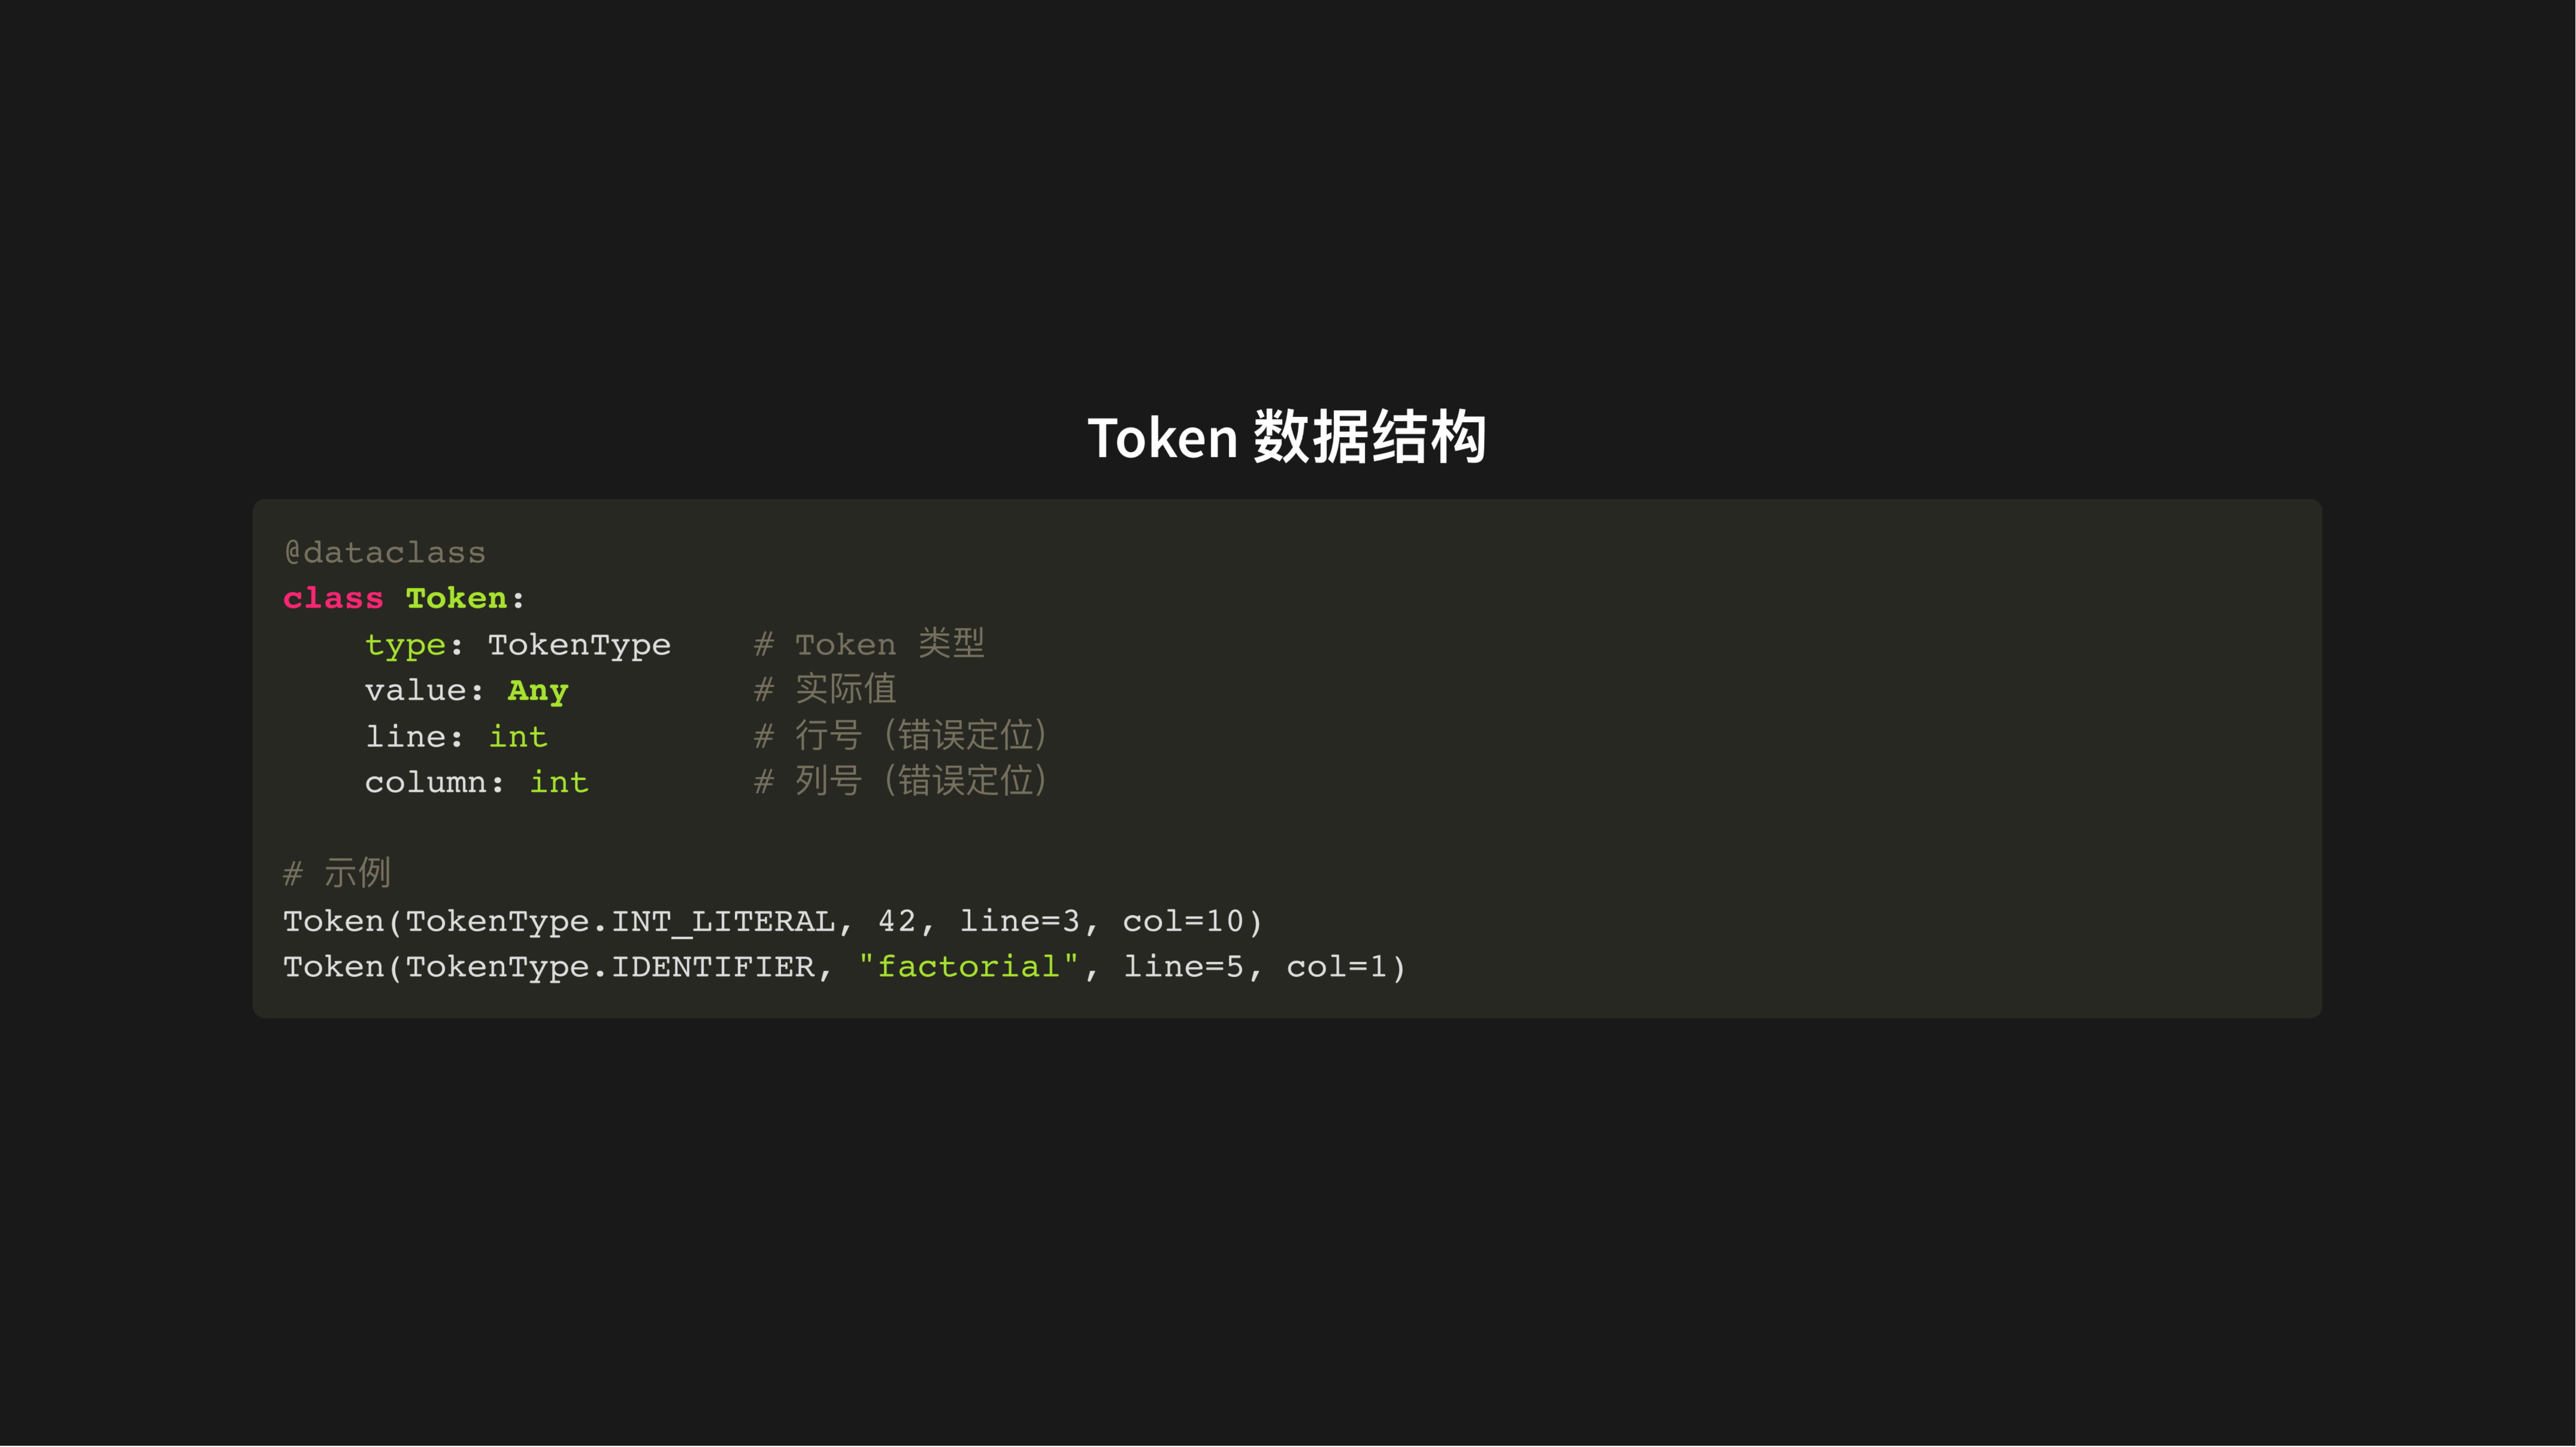 Token 数据结构
@dataclass
class Token:
    type: TokenType    # Token 类型
    value: Any         # 实际值
    line: int          # 行号（错误定位）
    column: int        # 列号（错误定位）

# 示例
Token(TokenType.INT_LITERAL, 42, line=3, col=10)
Token(TokenType.IDENTIFIER, "factorial", line=5, col=1)